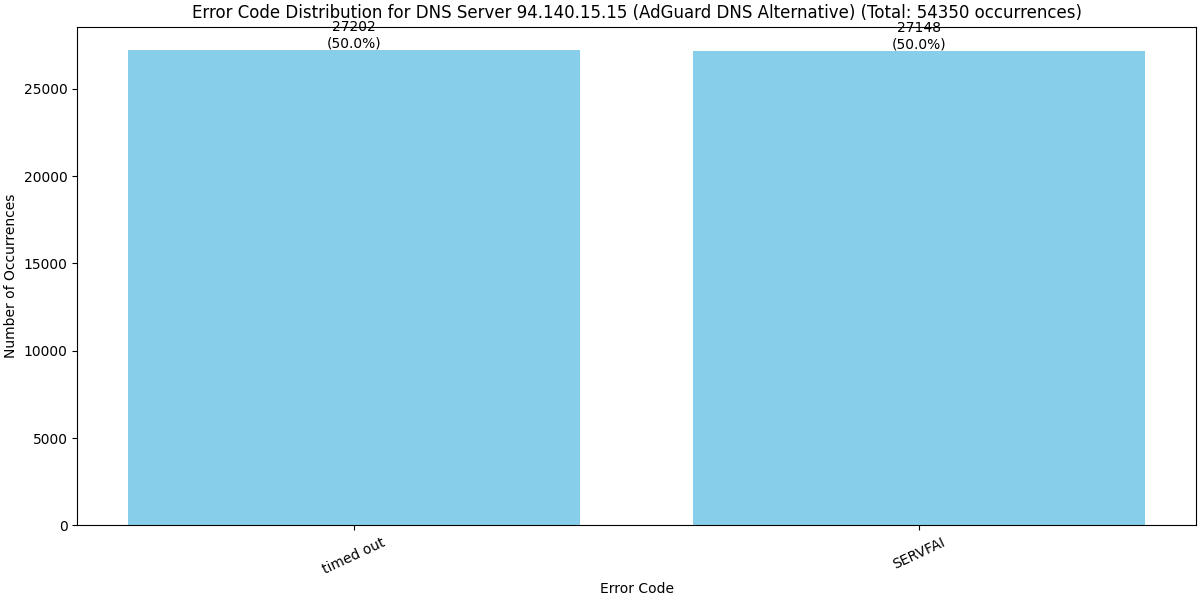 Error Code Distribution for DNS Server 94.140.15.15 (AdGuard DNS Alternative) (Total: 54350 occurrences)
27202
(50.0%)
27148
(50.0%)
25000
20000
15000
10000
5000
0
Number of Occurrences
timed out
SERVFAI
Error Code